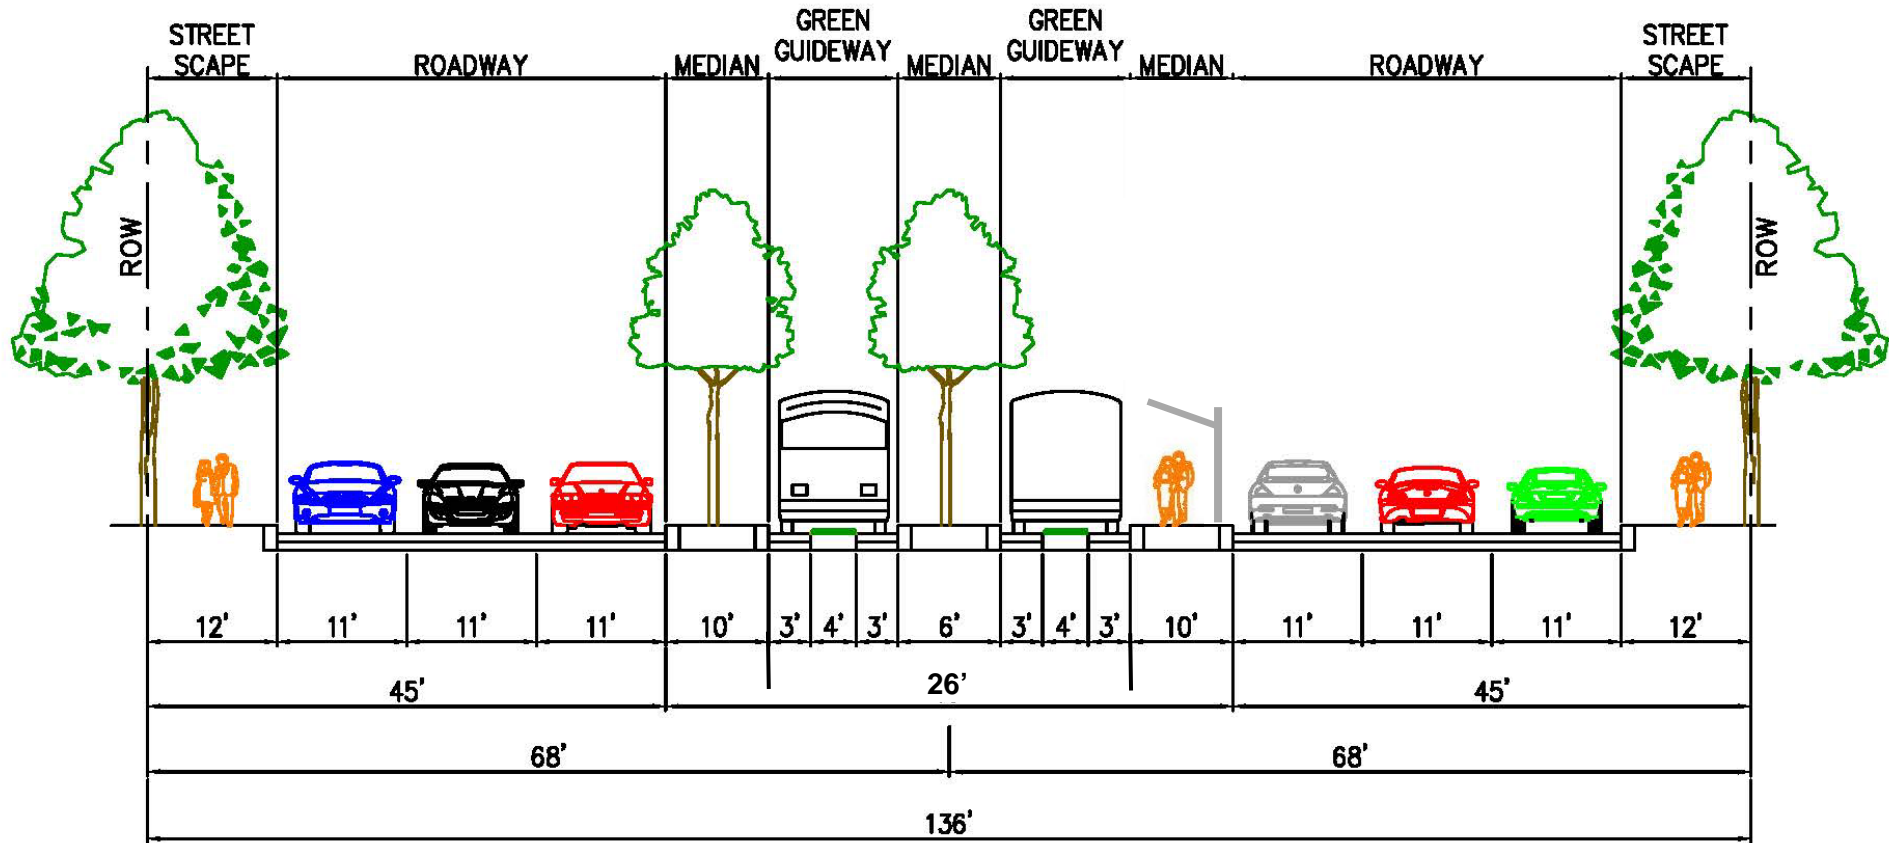 STREET
SCAPE
ROADWAY
MEDIAN
GREEN
GUIDEWAY
MEDIAN
GREEN
GUIDEWAY
MEDIAN
ROADWAY
STREET
SCAPE
ROW
ROW
12' 11' 11' 11' 10' 3' 4' 3' 6' 3' 4' 3' 10' 11' 11' 11' 12'
45' 26' 45'
68' 68'
136'